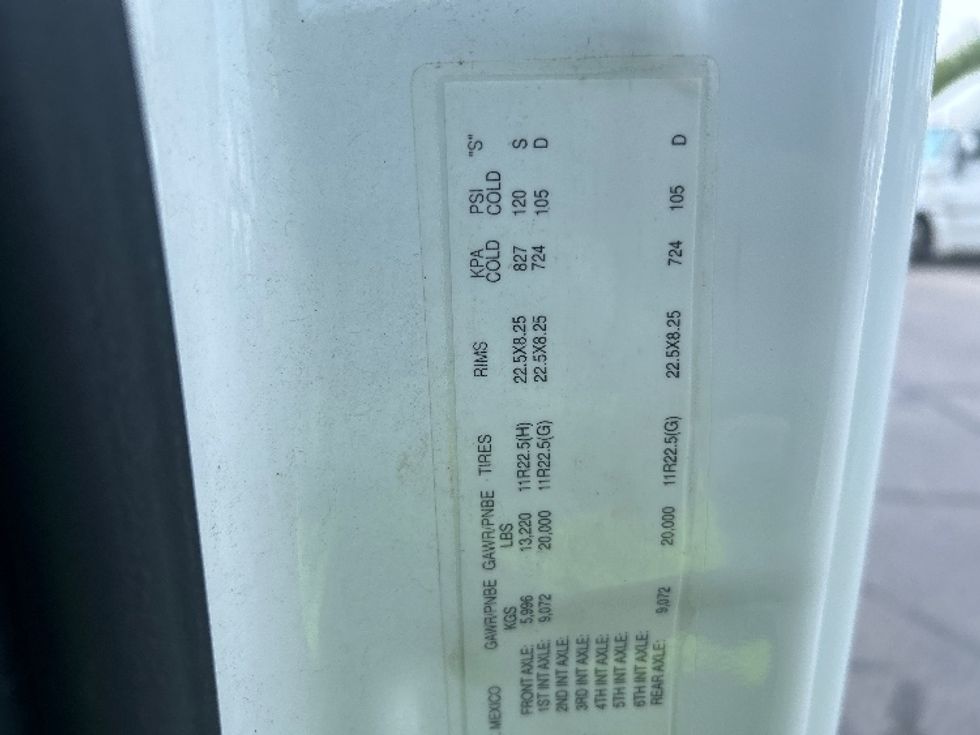 MEXICO GAWR/PNBE GAWR/PNBE TIRES RIMS KPA PSI "S"
KGS LBS COLD COLD
FRONT AXLE: 5,996 13,220 11R22.5(H) 22.5X8.25 827 120 S
1ST INT AXLE: 9,072 20,000 11R22.5(G) 22.5X8.25 724 105 D
2ND INT AXLE:
3RD INT AXLE:
4TH INT AXLE:
5TH INT AXLE:
6TH INT AXLE:
REAR AXLE: 9,072 20,000 11R22.5(G) 22.5X8.25 724 105 D